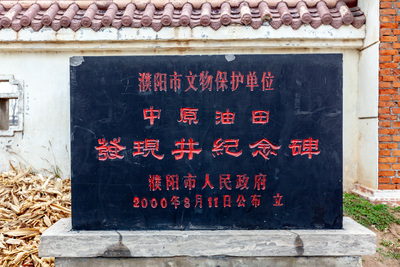 濮阳市文物保护单位
中原油田
發現井紀念碑
濮阳市人民政府
2000年8月11日公布 立